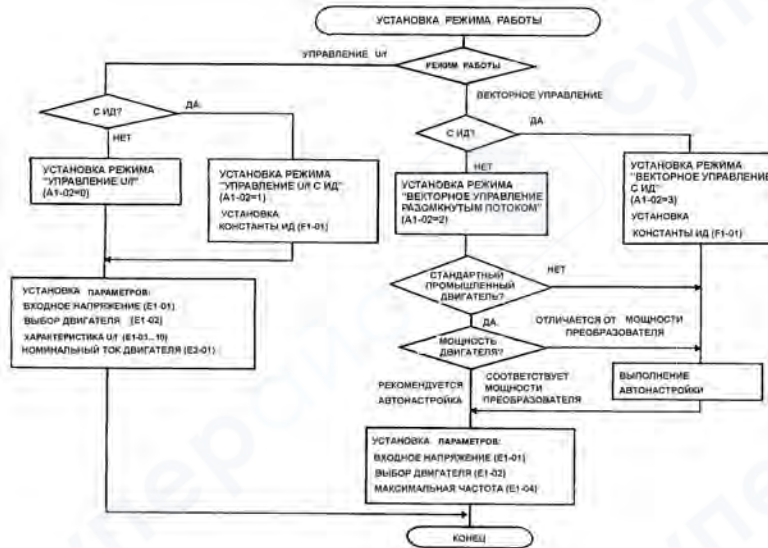 УСТАНОВКА РЕЖИМА РАБОТЫ
УПРАВЛЕНИЕ U/f
РЕЖИМ РАБОТЫ
ВЕКТОРНОЕ УПРАВЛЕНИЕ
С ИД?
ДА
НЕТ
УСТАНОВКА РЕЖИМА
"УПРАВЛЕНИЕ U/f"
(A1-02=0)
УСТАНОВКА РЕЖИМА
"УПРАВЛЕНИЕ U/f С ИД"
(A1-02=1)
УСТАНОВКА
КОНСТАНТЫ ИД (F1-01)
С ИД?
ДА
НЕТ
УСТАНОВКА РЕЖИМА
"ВЕКТОРНОЕ УПРАВЛЕНИЕ
РАЗОМКНУТЫМ ПОТОКОМ"
(A1-02=2)
УСТАНОВКА РЕЖИМА
"ВЕКТОРНОЕ УПРАВЛЕНИЕ
С ИД"
(A1-02=3)
УСТАНОВКА
КОНСТАНТЫ ИД (F1-01)
УСТАНОВКА ПАРАМЕТРОВ:
ВХОДНОЕ НАПРЯЖЕНИЕ (E1-01)
ВЫБОР ДВИГАТЕЛЯ (E1-02)
ХАРАКТЕРИСТИКА U/f (E1-03...10)
НОМИНАЛЬНЫЙ ТОК ДВИГАТЕЛЯ (E2-01)
СТАНДАРТНЫЙ
ПРОМЫШЛЕННЫЙ
ДВИГАТЕЛЬ?
НЕТ
ДА.
ОТЛИЧАЕТСЯ ОТ МОЩНОСТИ
ПРЕОБРАЗОВАТЕЛЯ
МОЩНОСТЬ
ДВИГАТЕЛЯ?
РЕКОМЕНДУЕТСЯ
АВТОНАСТРОЙКА
СООТВЕТСТВУЕТ
МОЩНОСТИ
ПРЕОБРАЗОВАТЕЛЯ
ВЫПОЛНЕНИЕ
АВТОНАСТРОЙКИ
УСТАНОВКА ПАРАМЕТРОВ:
ВХОДНОЕ НАПРЯЖЕНИЕ (E1-01)
ВЫБОР ДВИГАТЕЛЯ (E1-02)
МАКСИМАЛЬНАЯ ЧАСТОТА (E1-04)
КОНЕЦ